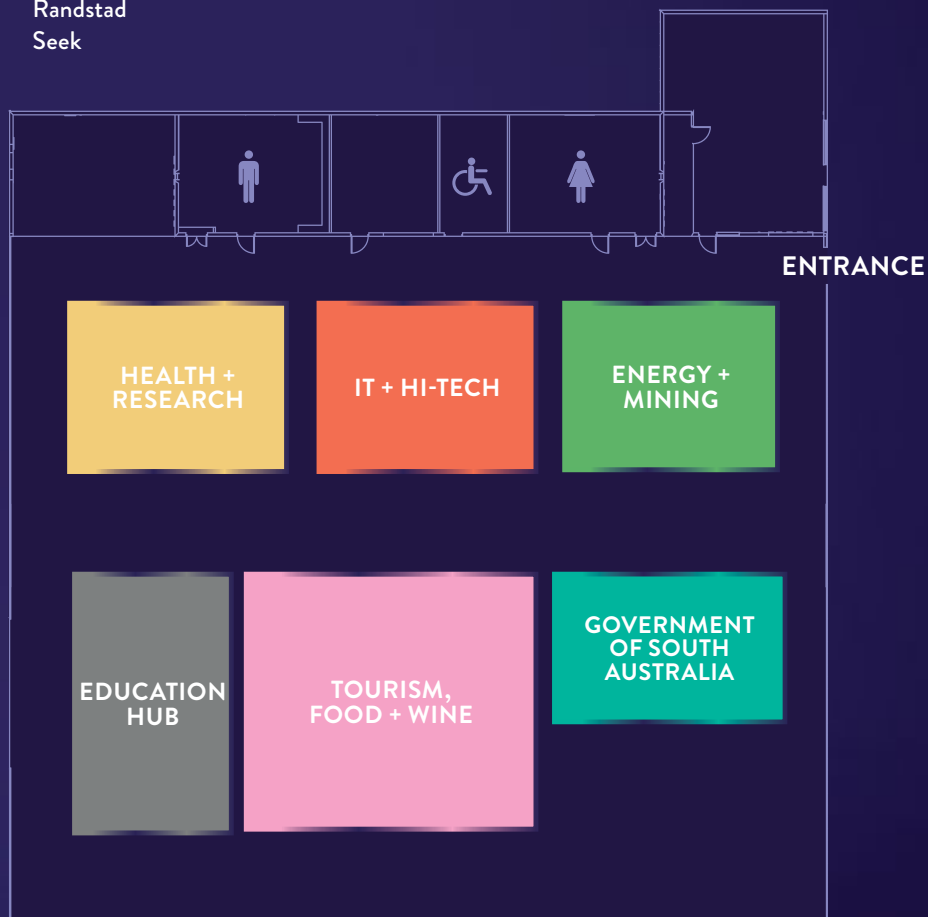 Randstad
Seek
ENTRANCE
HEALTH +
RESEARCH
IT + HI-TECH
ENERGY +
MINING
EDUCATION
HUB
TOURISM,
FOOD + WINE
GOVERNMENT
OF SOUTH
AUSTRALIA